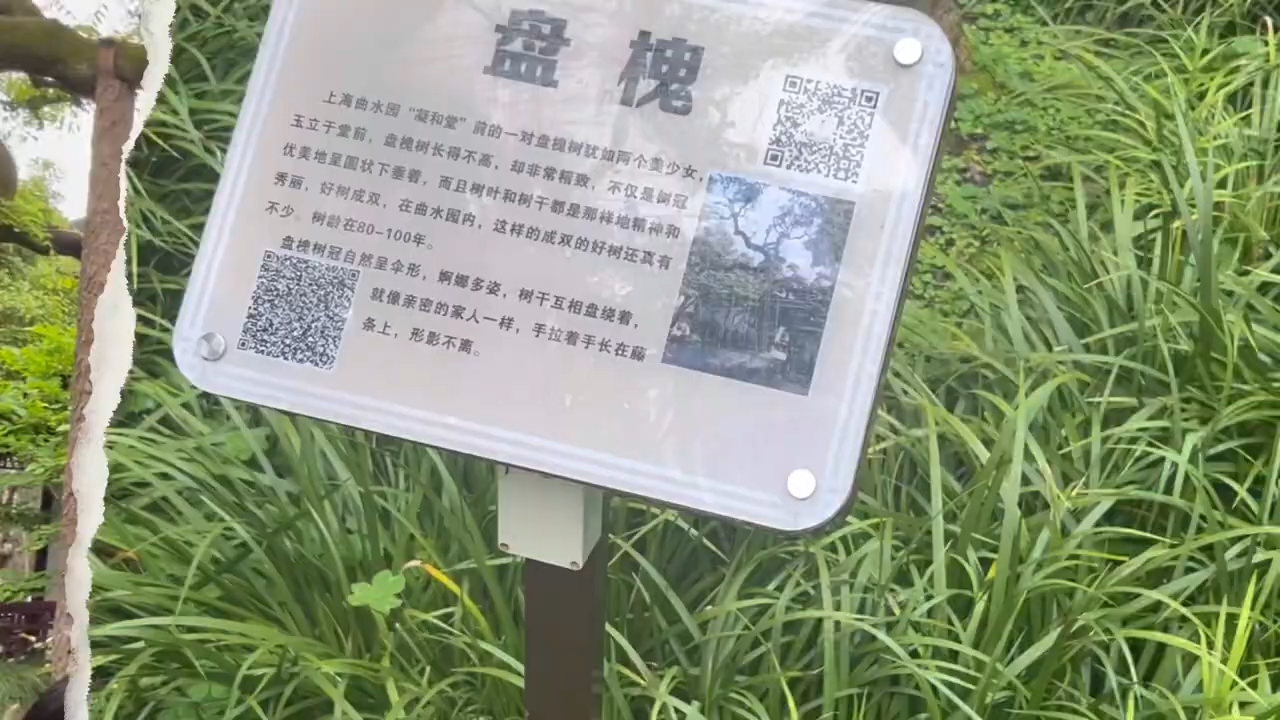 盘槐
上海曲水园“凝和堂”前的一对盘槐树犹如两个美少女，
玉立于堂前，盘槐树长得不高，却非常精致，不仅是树冠
优美地呈圆状下垂着，而且树叶和树干都是那样地精神和
秀丽，好树成双，在曲水园内，这样的成双的好树还真有
不少。树龄在80-100年。
盘槐树冠自然呈伞形，婀娜多姿，树干互相盘绕着，
就像亲密的家人一样，手拉着手长在藤
条上，形影不离。